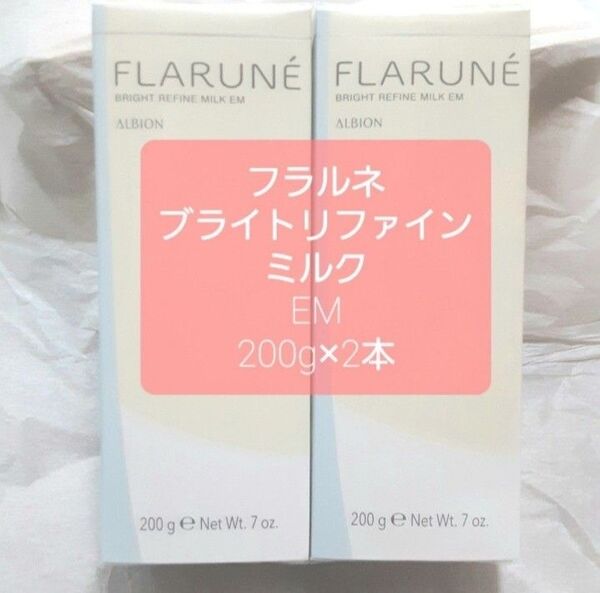 FLARUNÉ
BRIGHT REFINE MILK EM
ΔLBION
FLARUNÉ
BRIGHT REFINE MILK EM
ΔLBION
フラルネ
ブライトリファイン
ミルク
EM
200g×2本
200 g ℮ Net Wt. 7 oz.
200 g ℮ Net Wt. 7 oz.